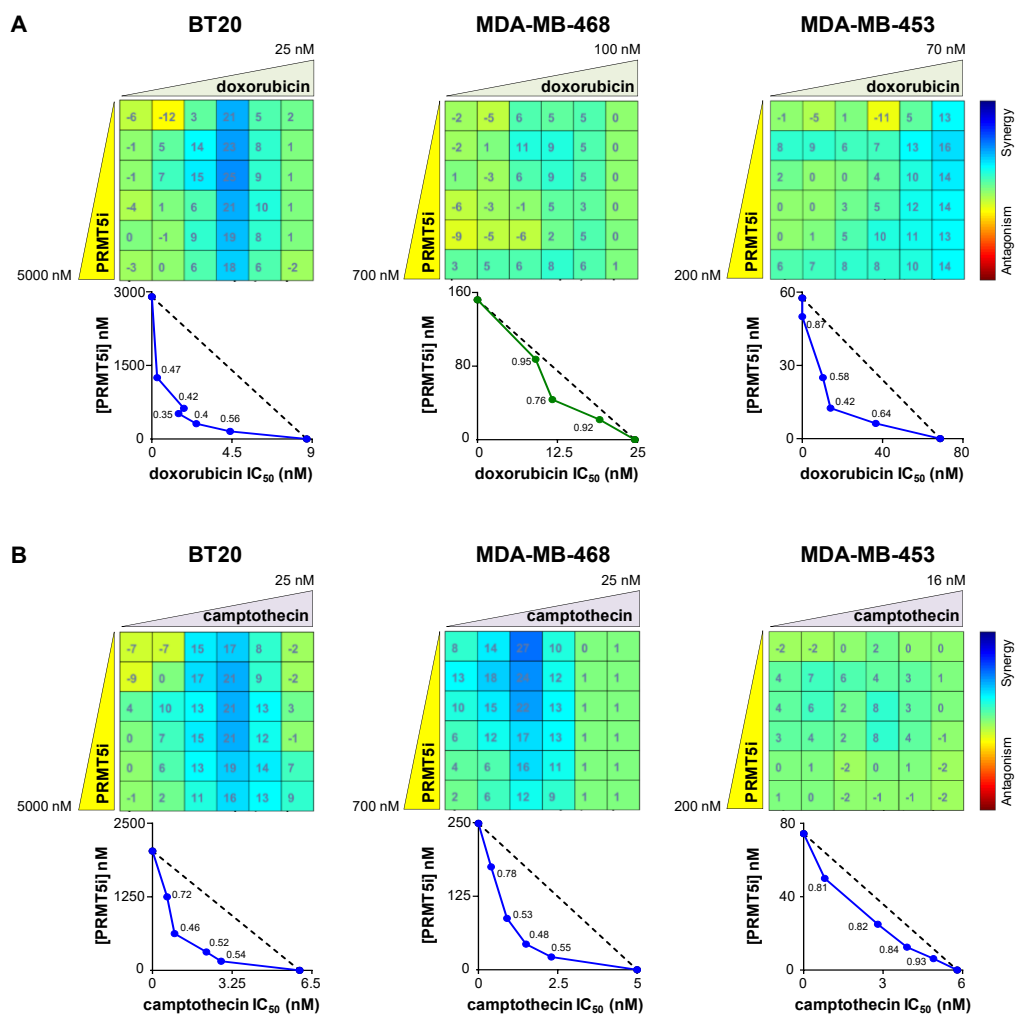 A
BT20
MDA-MB-468
MDA-MB-453
25 nM
100 nM
70 nM
doxorubicin
doxorubicin
doxorubicin
-6 -12 3 21 5 2
-1 5 14 8 1
-1 7 15 9 1
-4 1 6 21 10 1
0 -1 9 19 8 1
-3 0 6 18 6 -2
PRMT5i
5000 nM
-2 -5 6 5 5 0
-2 1 11 9 5 0
1 -3 6 9 5 0
-6 -3 -1 5 3 0
-9 -5 -6 2 5 0
3 5 6 8 6 1
PRMT5i
700 nM
-1 -5 1 -11 5 13
8 9 6 7 13 16
2 0 0 4 10 14
0 0 3 5 12 14
0 1 5 10 11 13
6 7 8 8 10 14
PRMT5i
200 nM
Synergy
Antagonism
[PRMT5i] nM
3000
1500
0
0.47
0.42
0.35
0.4
0.56
0 4.5 9
doxorubicin IC50 (nM)
[PRMT5i] nM
160
80
0
0.95
0.76
0.92
0 12.5 25
doxorubicin IC50 (nM)
[PRMT5i] nM
60
30
0
0.87
0.58
0.42
0.64
0 40 80
doxorubicin IC50 (nM)
B
BT20
MDA-MB-468
MDA-MB-453
25 nM
25 nM
16 nM
camptothecin
camptothecin
camptothecin
-7 -7 15 17 8 -2
-9 0 17 21 9 -2
4 10 13 21 13 3
0 7 15 21 12 -1
0 6 13 19 14 7
-1 2 11 16 13 9
PRMT5i
5000 nM
8 14 27 10 0 1
13 18 12 1 1
10 15 13 1 1
6 12 17 13 1 1
4 6 16 11 1 1
2 6 12 9 1 1
PRMT5i
700 nM
-2 -2 0 2 0 0
4 7 6 4 3 1
4 6 2 8 3 0
3 4 2 8 4 -1
0 1 -2 0 1 -2
1 0 -2 -1 -1 -2
PRMT5i
200 nM
Synergy
Antagonism
[PRMT5i] nM
2500
1250
0
0.72
0.46
0.52
0.54
0 3.25 6.5
camptothecin IC50 (nM)
[PRMT5i] nM
250
125
0
0.78
0.53
0.48
0.55
0 2.5 5
camptothecin IC50 (nM)
[PRMT5i] nM
80
40
0
0.81
0.82
0.84
0.93
0 3 6
camptothecin IC50 (nM)